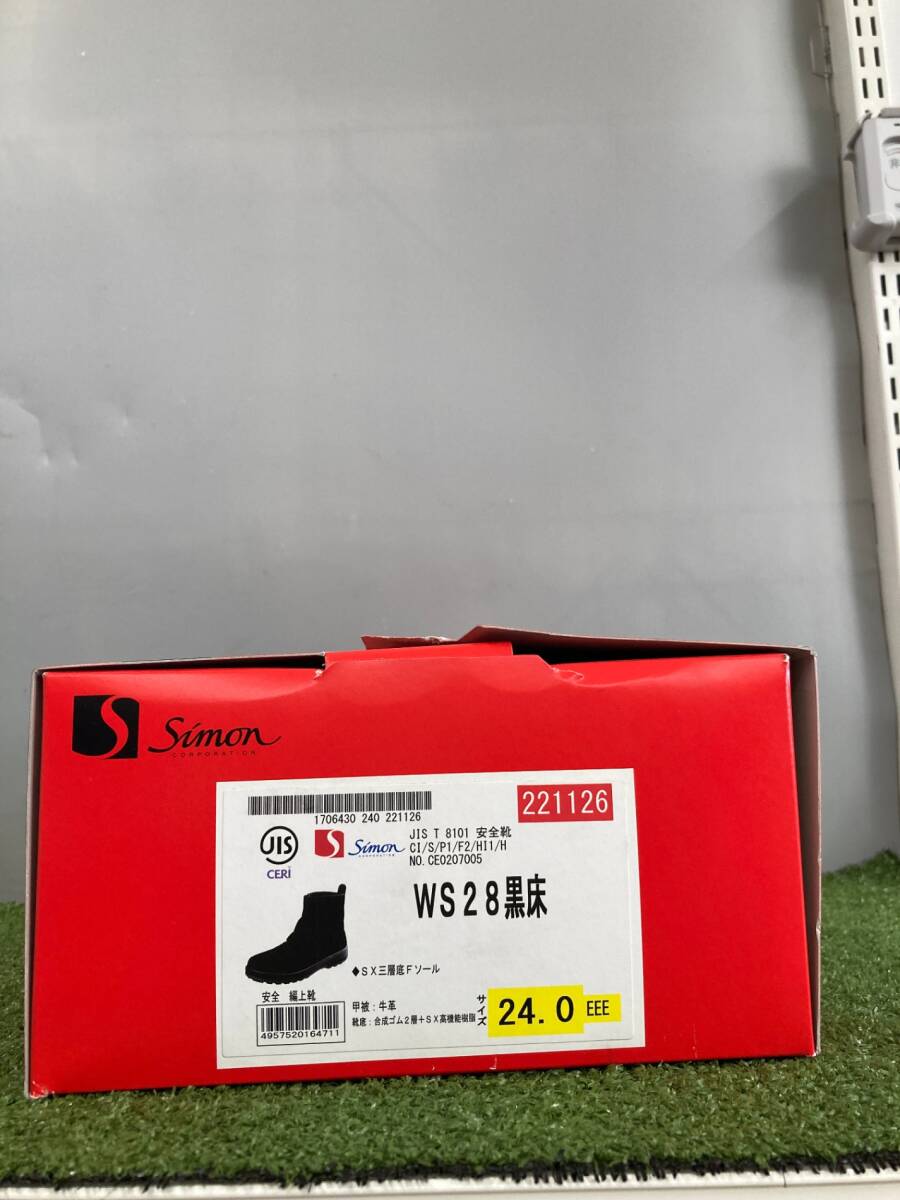 Simon
CORPORATION
1706430 240 221126
221126
JIS
CERI
Simon
CORPORATION
JIS T 8101 安全靴
CI/S/P1/F2/HI1/H
NO.CE0207005
WS28黒床
◆SX三層底Fソール
安全 編上靴
4957520164711
甲被:牛革
靴底:合成ゴム2層+SX高機能樹脂
サイズ
24.0
EEE